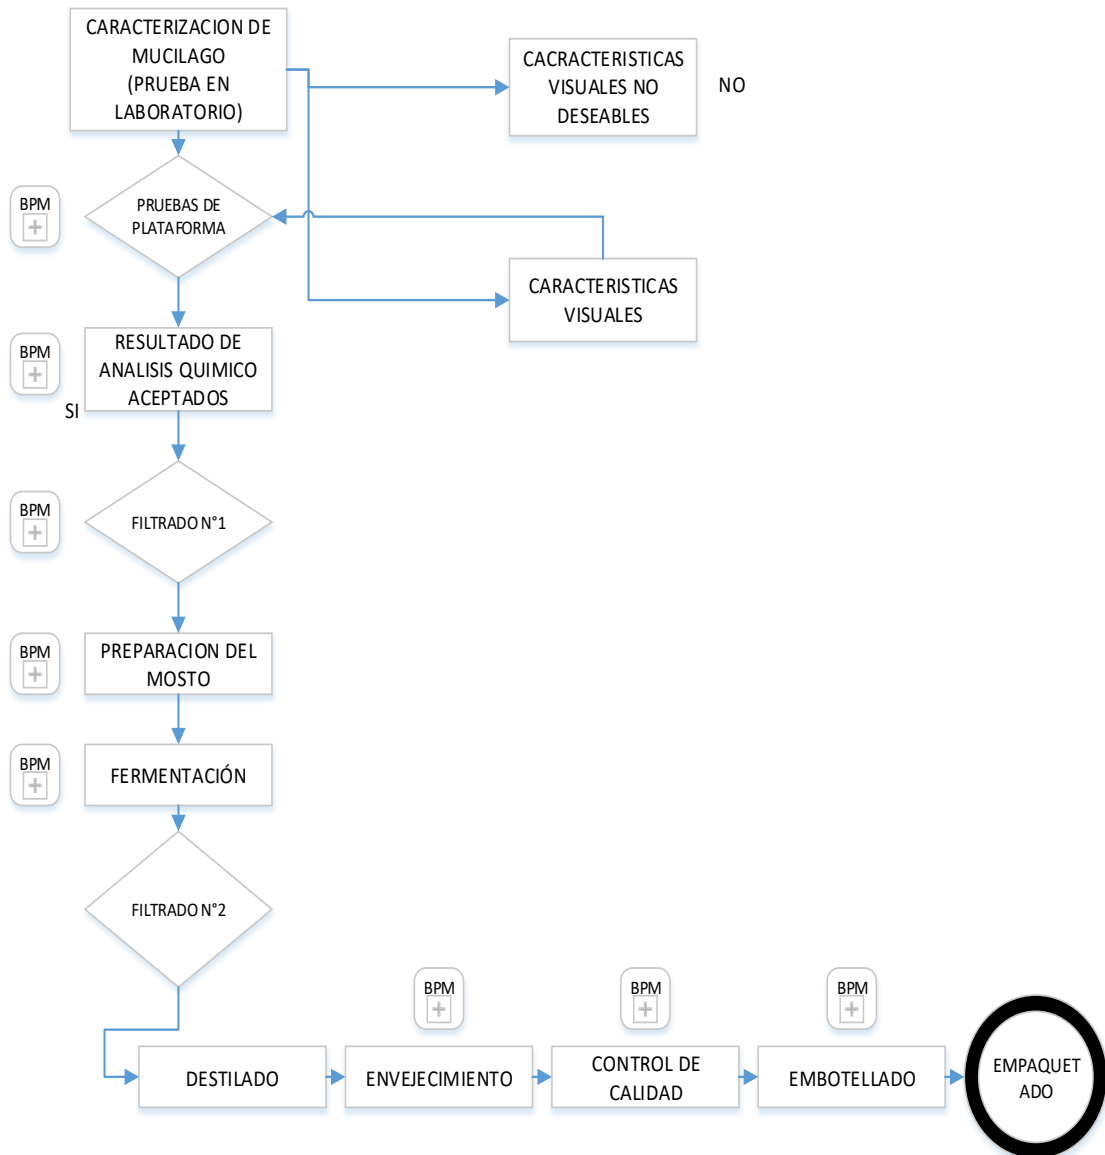 CARACTERIZACION DE
MUCILAGO
(PRUEBA EN
LABORATORIO)
CACRACTERISTICAS
VISUALES NO
DESEABLES
NO
BPM
PRUEBAS DE
PLATAFORMA
CARACTERISTICAS
VISUALES
BPM
RESULTADO DE
ANALISIS QUIMICO
ACEPTADOS
SI
BPM
FILTRADO N°1
BPM
PREPARACION DEL
MOSTO
BPM
FERMENTACIÓN
FILTRADO N°2
BPM
BPM
BPM
DESTILADO
ENVEJECIMIENTO
CONTROL DE
CALIDAD
EMBOTELLADO
EMPAQUET
ADO